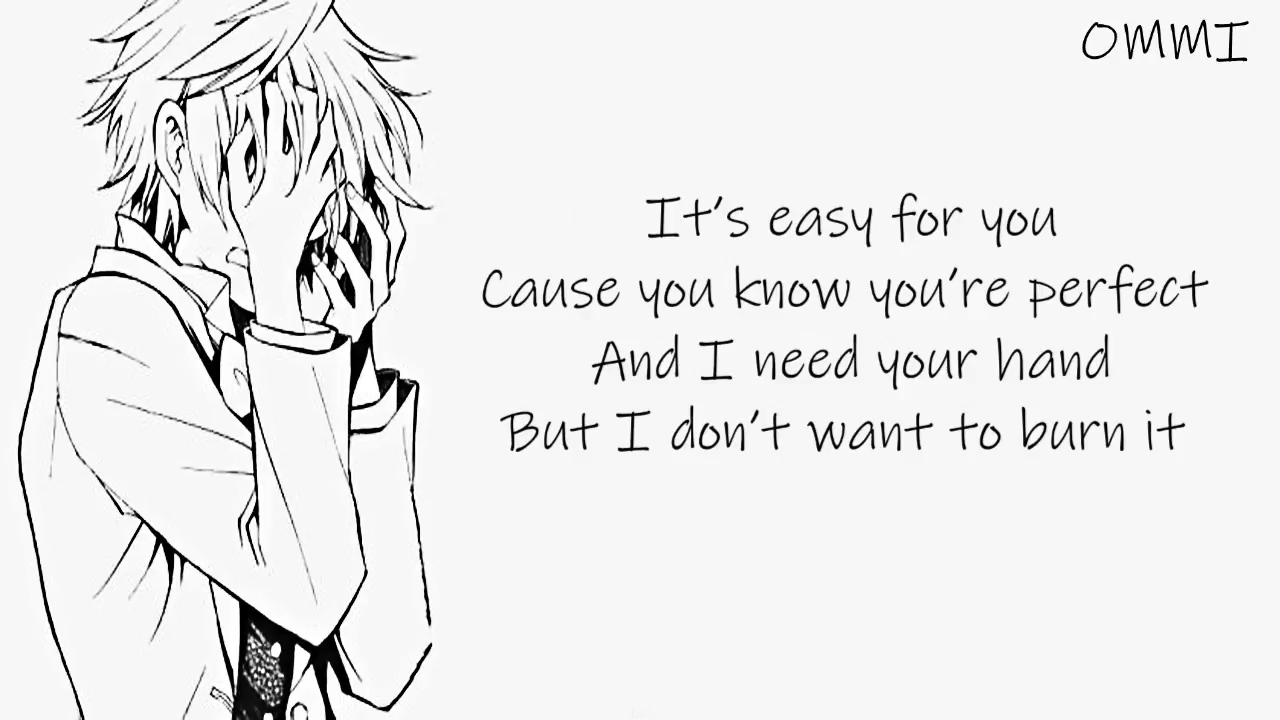 OMMI
It's easy for you
Cause you know you're perfect
And I need your hand
But I don't want to burn it